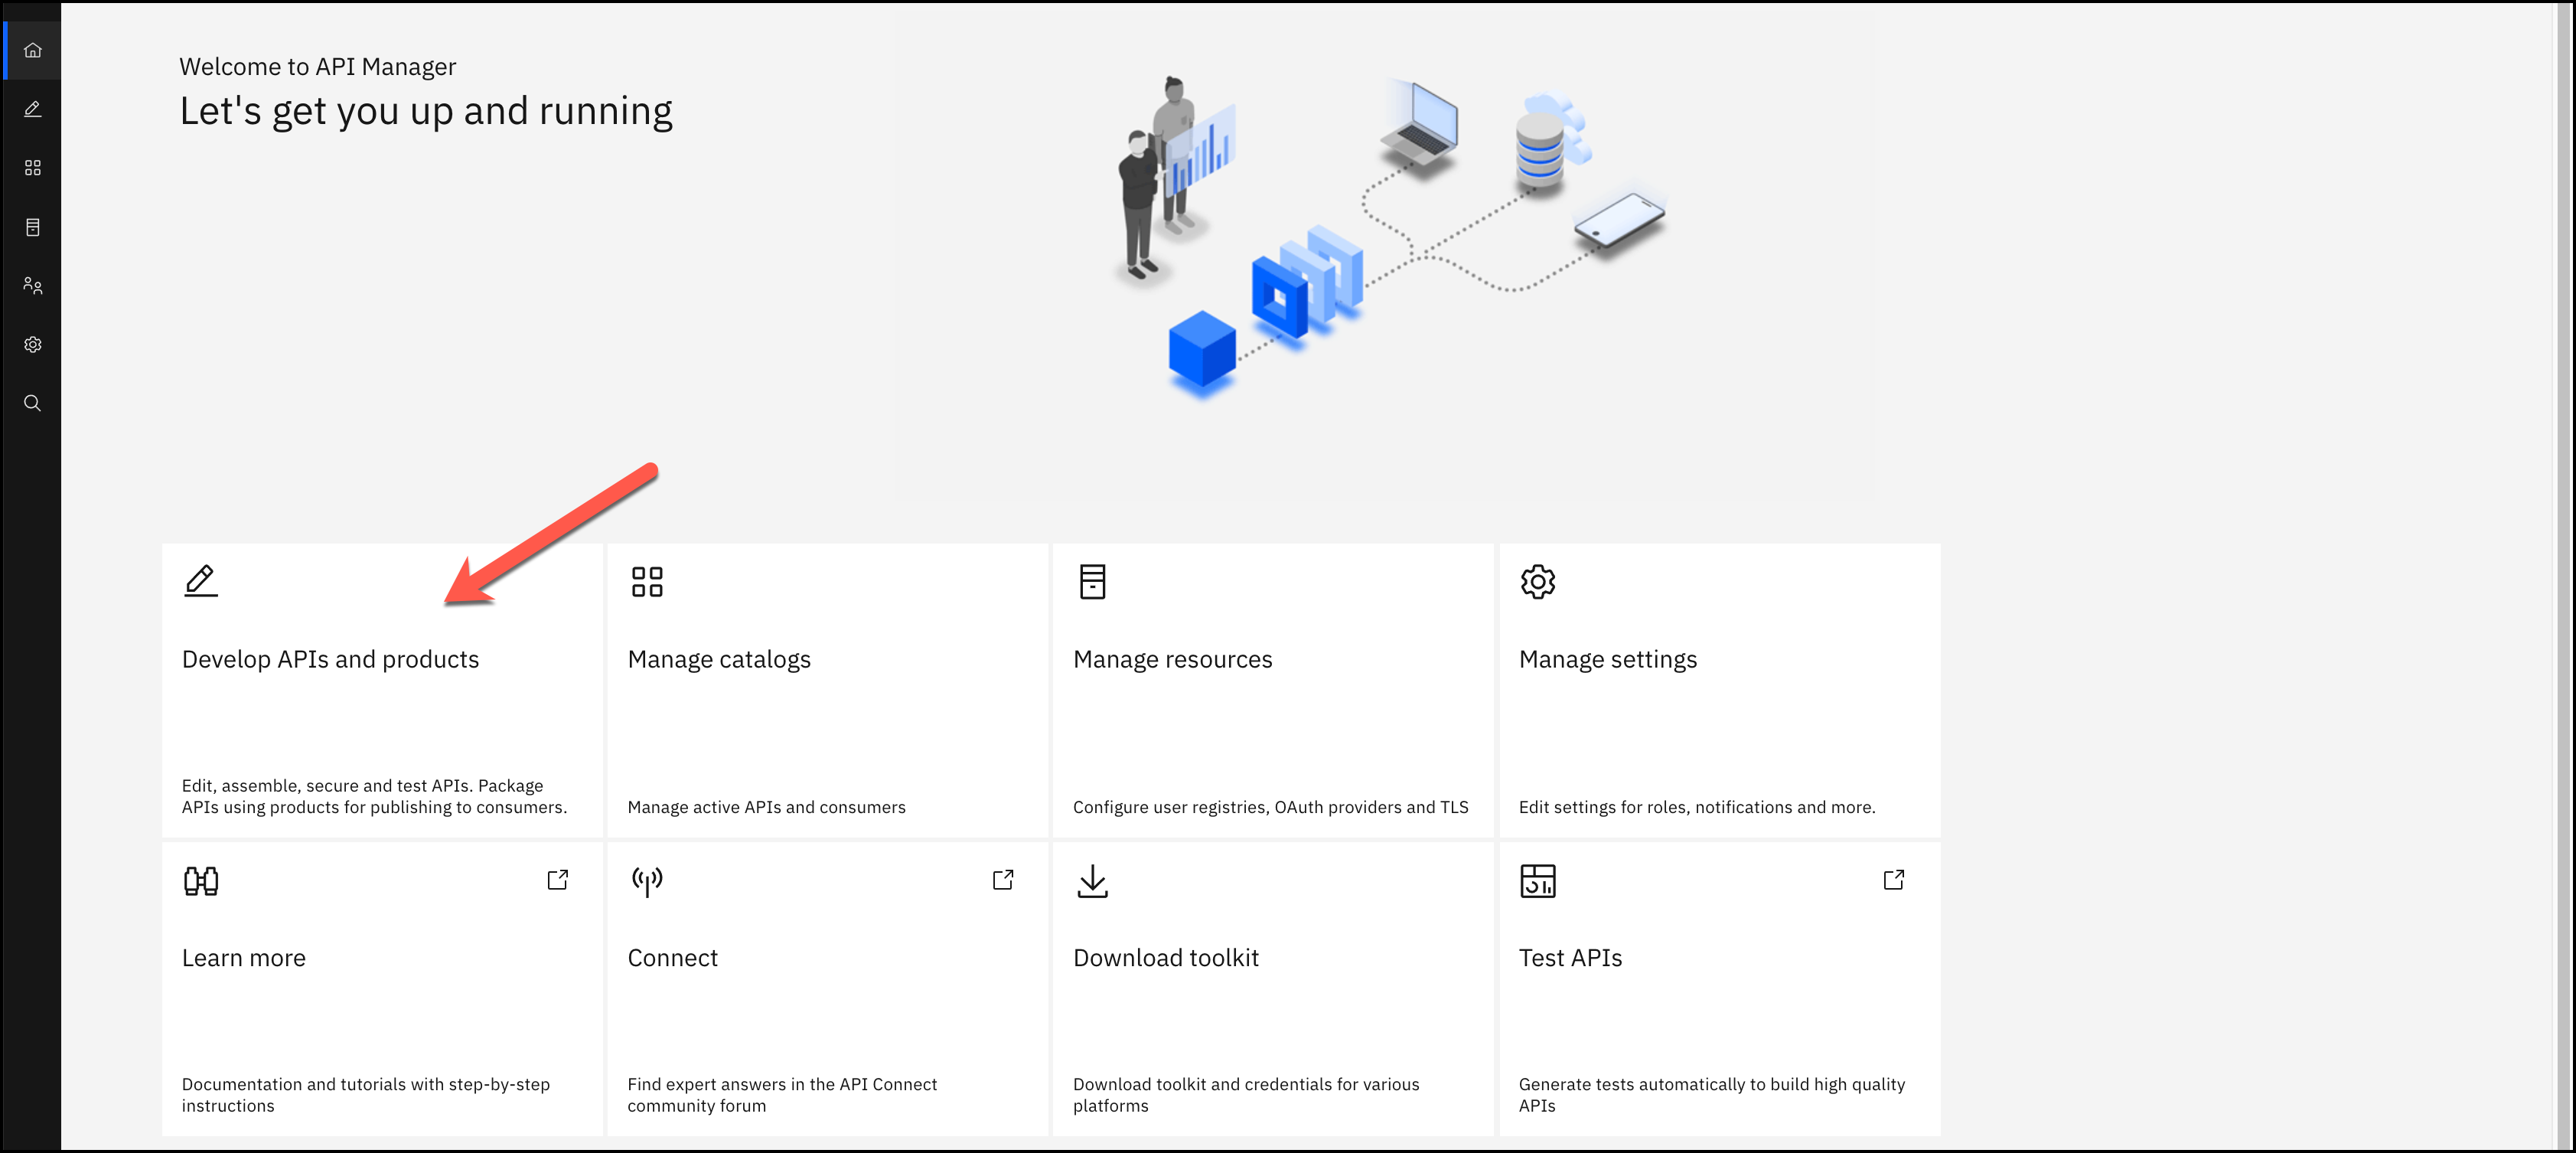 Welcome to API Manager
Let's get you up and running
Develop APIs and products
Edit, assemble, secure and test APIs. Package
APIs using products for publishing to consumers.
Manage catalogs
Manage active APIs and consumers
Manage resources
Configure user registries, OAuth providers and TLS
Manage settings
Edit settings for roles, notifications and more.
Learn more
Documentation and tutorials with step-by-step
instructions
Connect
Find expert answers in the API Connect
community forum
Download toolkit
Download toolkit and credentials for various
platforms
Test APIs
Generate tests automatically to build high quality
APIs